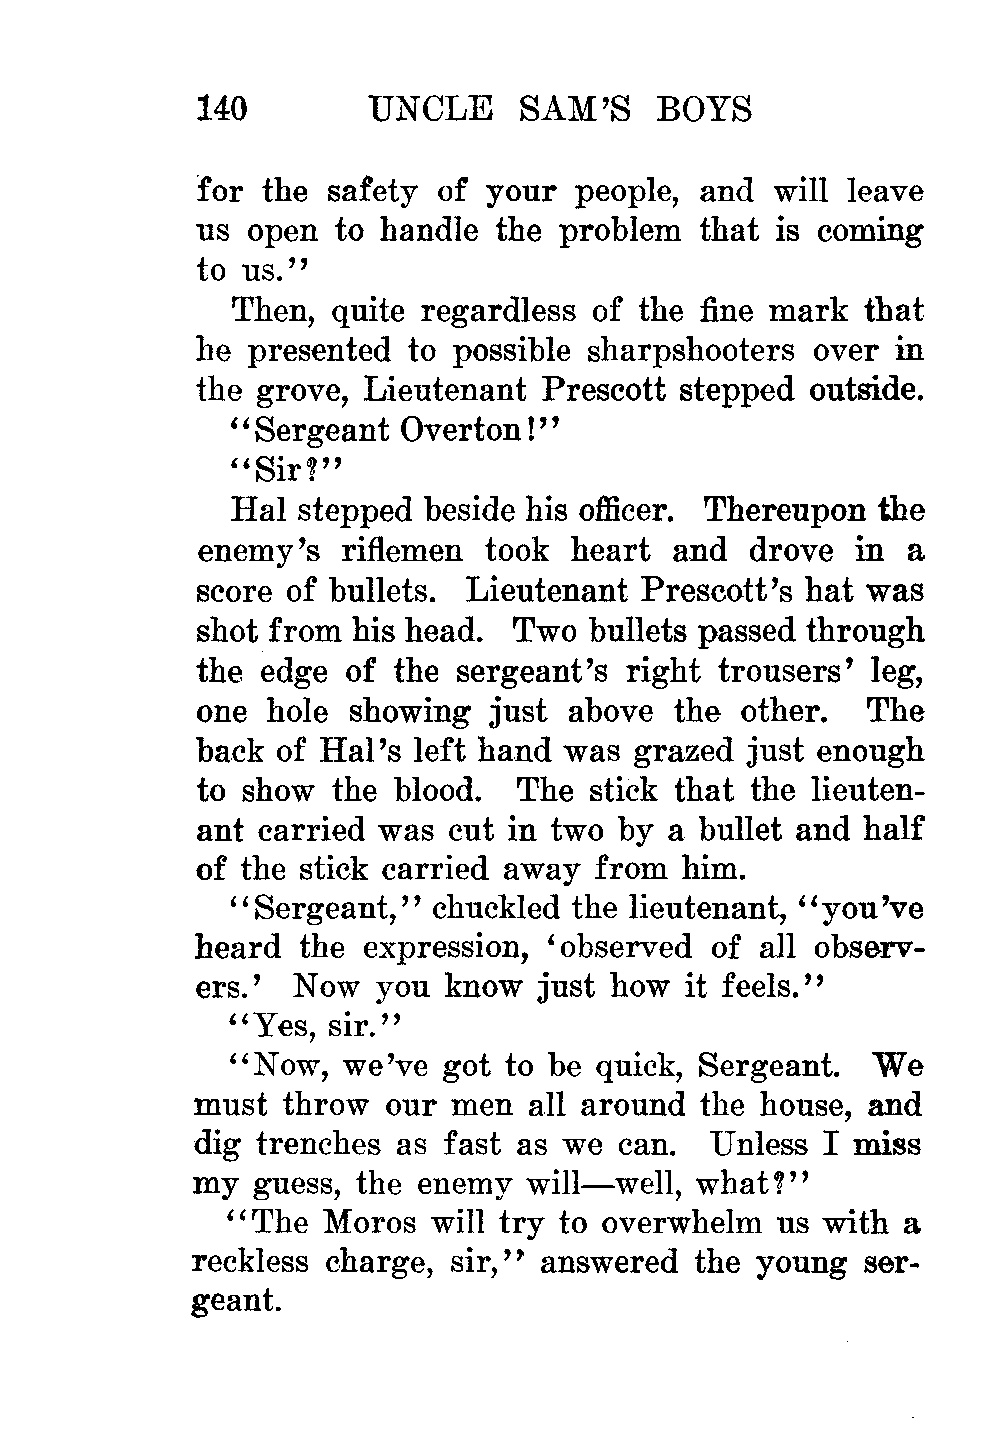 140 UNCLE SAM'S BOYS
for the safety of your people, and will leave
us open to handle the problem that is coming
to us."
Then, quite regardless of the fine mark that
he presented to possible sharpshooters over in
the grove, Lieutenant Prescott stepped outside.
"Sergeant Overton!"
"Sir?"
Hal stepped beside his officer. Thereupon the
enemy's riflemen took heart and drove in a
score of bullets. Lieutenant Prescott's hat was
shot from his head. Two bullets passed through
the edge of the sergeant's right trousers' leg,
one hole showing just above the other. The
back of Hal's left hand was grazed just enough
to show the blood. The stick that the lieuten-
ant carried was cut in two by a bullet and half
of the stick carried away from him.
"Sergeant," chuckled the lieutenant, "you've
heard the expression, 'observed of all observ-
ers.' Now you know just how it feels."
"Yes, sir."
"Now, we've got to be quick, Sergeant. We
must throw our men all around the house, and
dig trenches as fast as we can. Unless I miss
my guess, the enemy will—well, what?"
"The Moros will try to overwhelm us with a
reckless charge, sir," answered the young ser-
geant.